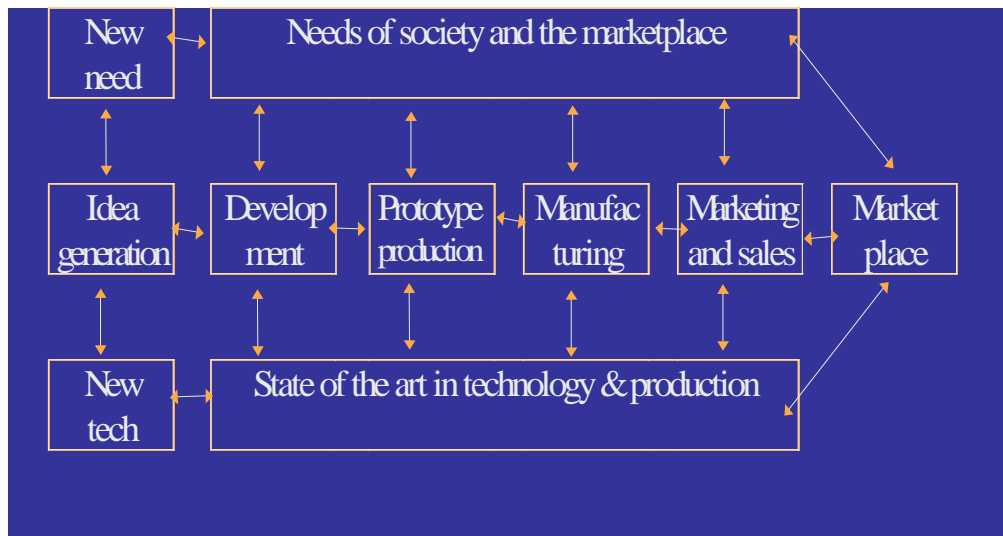 New
need
Needs of society and the marketplace
Idea
generation
Develop
ment
Prototype
production
Manufac
turing
Marketing
and sales
Market
place
New
tech
State of the art in technology & production